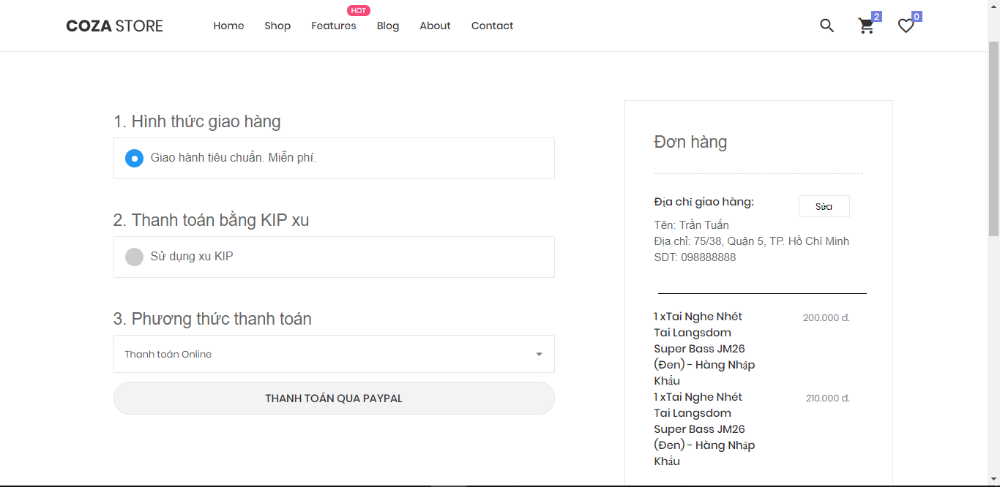 COZA STORE
Home
Shop
Features
HOT
Blog
About
Contact
2
0
1. Hình thức giao hàng
Giao hành tiêu chuẩn. Miễn phí.
2. Thanh toán bằng KIP xu
Sử dụng xu KIP
3. Phương thức thanh toán
Thanh toán Online
THANH TOÁN QUA PAYPAL
Đơn hàng
Địa chỉ giao hàng:
Sửa
Tên: Trần Tuấn
Địa chỉ: 75/38, Quận 5, TP. Hồ Chí Minh
SDT: 098888888
1 xTai Nghe Nhét
200.000 đ.
Tai Langsdom
Super Bass JM26
(Đen) - Hàng Nhập
Khẩu
1 xTai Nghe Nhét
210.000 đ.
Tai Langsdom
Super Bass JM26
(Đen) - Hàng Nhập
Khẩu